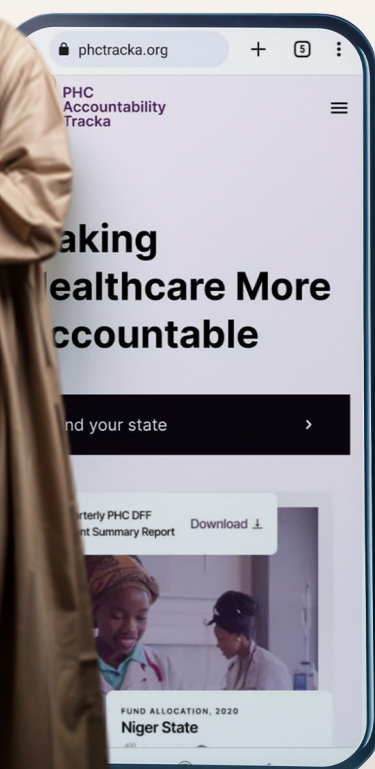 phctracka.org
5
PHC
Accountability
Tracka
aking
ealthcare More
ccountable
nd your state
rterly PHC DFF
nt Summary Report
Download
FUND ALLOCATION, 2020
Niger State
400